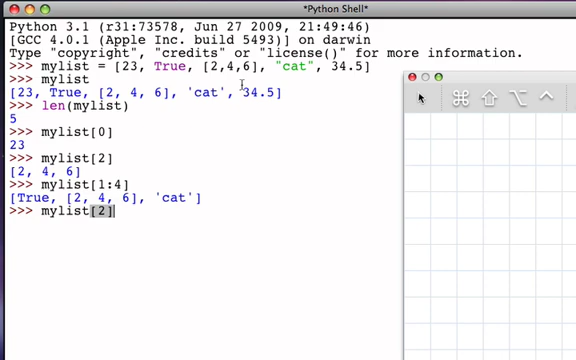 *Python Shell*
Python 3.1 (r31:73578, Jun 27 2009, 21:49:46)
[GCC 4.0.1 (Apple Inc. build 5493)] on darwin
Type "copyright", "credits" or "license()" for more information.
>>> mylist = [23, True, [2,4,6], "cat", 34.5]
>>> mylist
[23, True, [2, 4, 6], 'cat', 34.5]
>>> len(mylist)
5
>>> mylist[0]
23
>>> mylist[2]
[2, 4, 6]
>>> mylist[1:4]
[True, [2, 4, 6], 'cat']
>>> mylist[2]